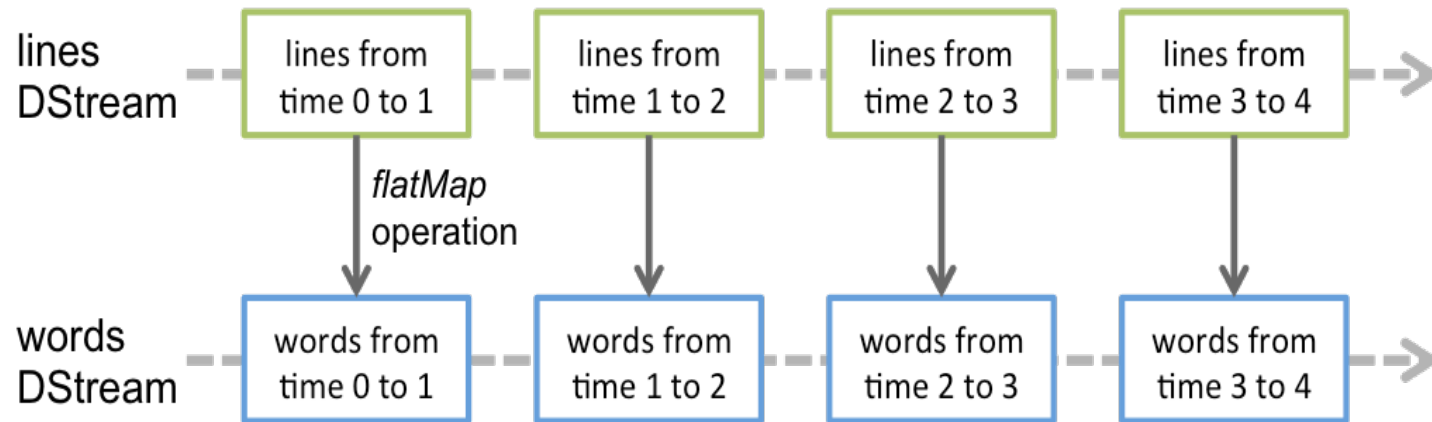 lines
DStream
lines from
time 0 to 1
lines from
time 1 to 2
lines from
time 2 to 3
lines from
time 3 to 4
flatMap
operation
words
DStream
words from
time 0 to 1
words from
time 1 to 2
words from
time 2 to 3
words from
time 3 to 4